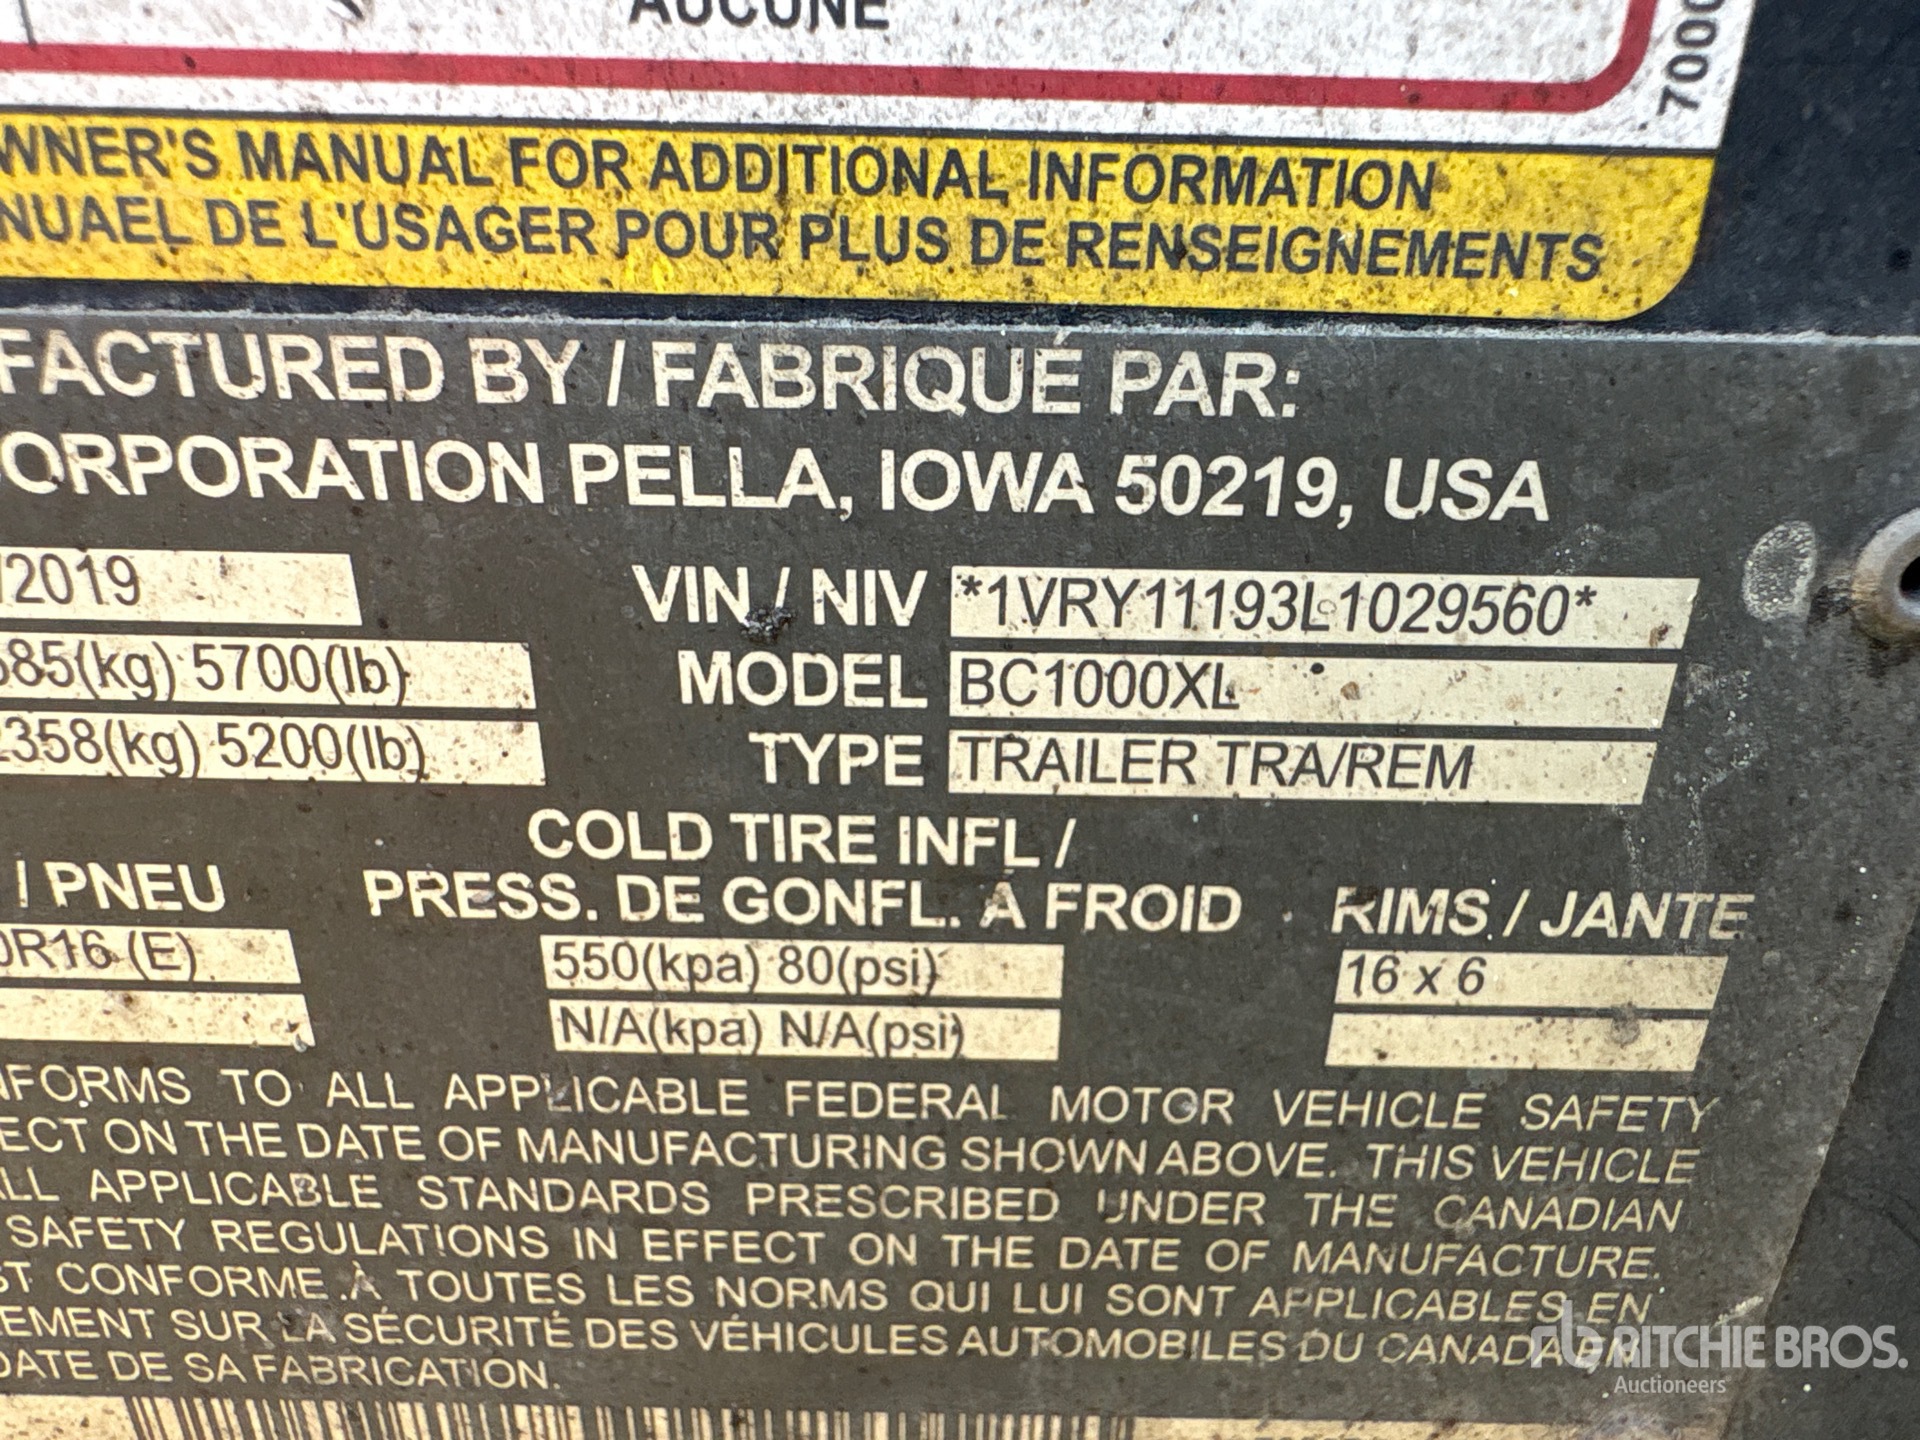 AUCUNE
7000
WNER'S MANUAL FOR ADDITIONAL INFORMATION
NUAEL DE L'USAGER POUR PLUS DE RENSEIGNEMENTS
FACTURED BY / FABRIQUÉ PAR:
CORPORATION PELLA, IOWA 50219, USA
/2019
VIN / NIV *1VRY11193L1029560*
685(kg) 5700(lb)
MODEL BC1000XL
2358(kg) 5200(lb)
TYPE TRAILER TRA/REM
COLD TIRE INFL /
/ PNEU PRESS. DE GONFL. À FROID RIMS / JANTE
0R16 (E) 550(kpa) 80(psi) 16 x 6
N/A(kpa) N/A(psi)
NFORMS TO ALL APPLICABLE FEDERAL MOTOR VEHICLE SAFETY
ECT ON THE DATE OF MANUFACTURING SHOWN ABOVE. THIS VEHICLE
ALL APPLICABLE STANDARDS PRESCRIBED UNDER THE CANADIAN
SAFETY REGULATIONS IN EFFECT ON THE DATE OF MANUFACTURE.
ST CONFORME À TOUTES LES NORMS QUI LUI SONT APPLICABLES EN
EMENT SUR LA SÉCURITÉ DES VÉHICULES AUTOMOBILES DU CANADA EN
DATE DE SA FABRICATION.
rb RITCHIE BROS.
Auctioneers